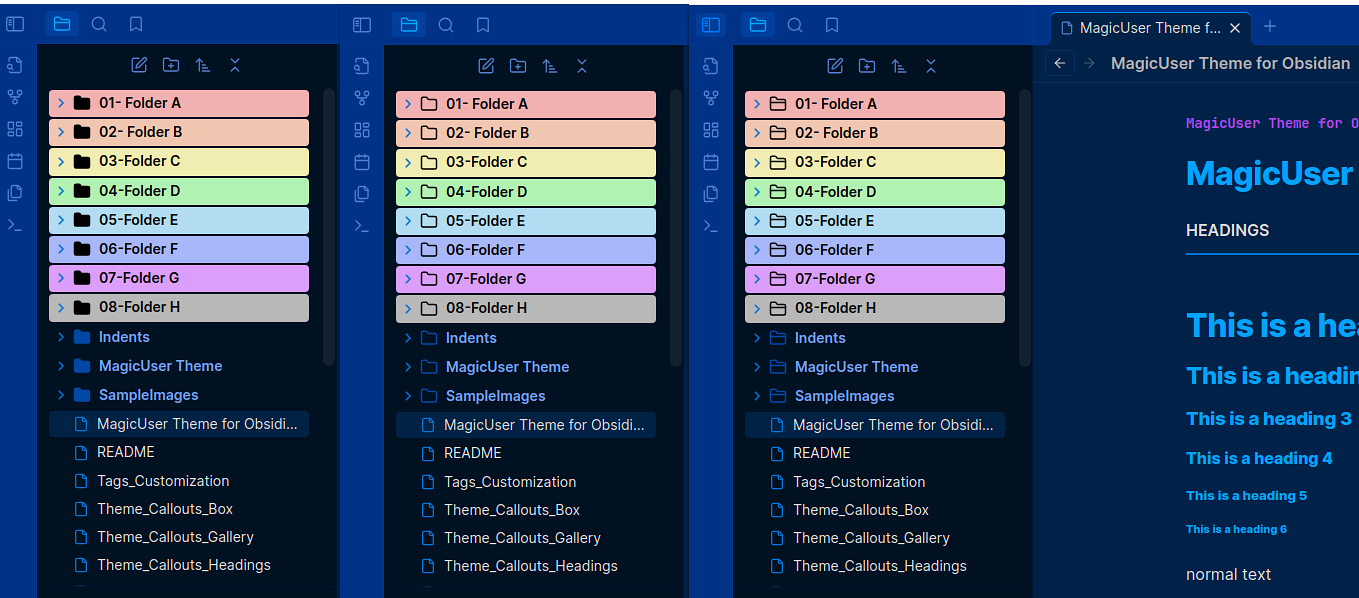 01- Folder A
02- Folder B
03-Folder C
04-Folder D
05-Folder E
06-Folder F
07-Folder G
08-Folder H
Indents
MagicUser Theme
SampleImages
MagicUser Theme for Obsidi...
README
Tags_Customization
Theme_Callouts_Box
Theme_Callouts_Gallery
Theme_Callouts_Headings
01- Folder A
02- Folder B
03-Folder C
04-Folder D
05-Folder E
06-Folder F
07-Folder G
08-Folder H
Indents
MagicUser Theme
SampleImages
MagicUser Theme for Obsidi...
README
Tags_Customization
Theme_Callouts_Box
Theme_Callouts_Gallery
Theme_Callouts_Headings
01- Folder A
02- Folder B
03-Folder C
04-Folder D
05-Folder E
06-Folder F
07-Folder G
08-Folder H
Indents
MagicUser Theme
SampleImages
MagicUser Theme for Obsidi...
README
Tags_Customization
Theme_Callouts_Box
Theme_Callouts_Gallery
Theme_Callouts_Headings
MagicUser Theme f...
MagicUser Theme for Obsidian
MagicUser Theme for
MagicUser
HEADINGS
This is a
This is a
This is a heading 3
This is a heading 4
This is a heading 5
This is a heading 6
normal text